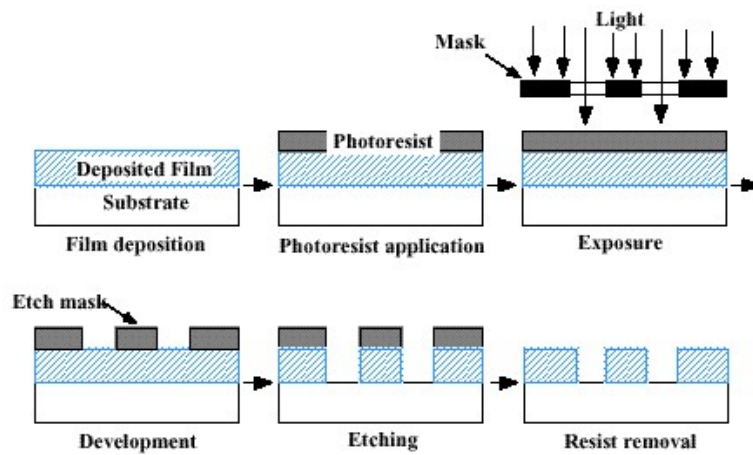 Light
Mask
Photoresist
Deposited Film
Substrate
Film deposition
Photoresist application
Exposure
Etch mask
Development
Etching
Resist removal